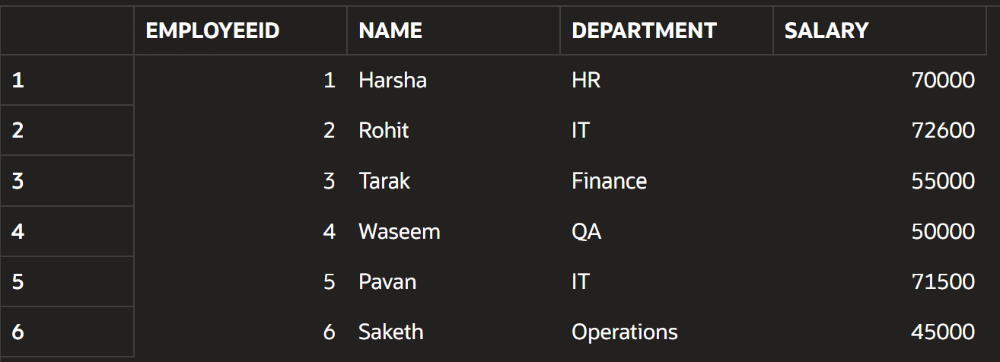 EMPLOYEEID NAME DEPARTMENT SALARY
1 1 Harsha HR 70000
2 2 Rohit IT 72600
3 3 Tarak Finance 55000
4 4 Waseem QA 50000
5 5 Pavan IT 71500
6 6 Saketh Operations 45000